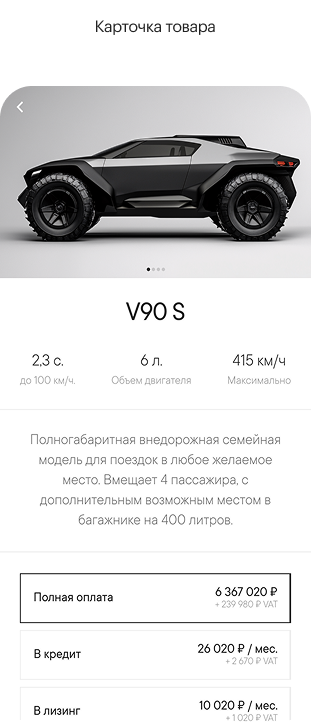 Карточка товара
V90 S
2,3 с. 6 л. 415 км/ч
до 100 км/ч. Объем двигателя Максимально
Полногабаритная внедорожная семейная
модель для поездок в любое желаемое
место. Вмещает 4 пассажира, с
дополнительным возможным местом в
багажнике на 400 литров.
Полная оплата 6 367 020 ₽
+ 239 980 ₽ VAT
В кредит 26 020 ₽ / мес.
+ 2 670 ₽ VAT
В лизинг 10 020 ₽ / мес.
+ 1 020 ₽ VAT